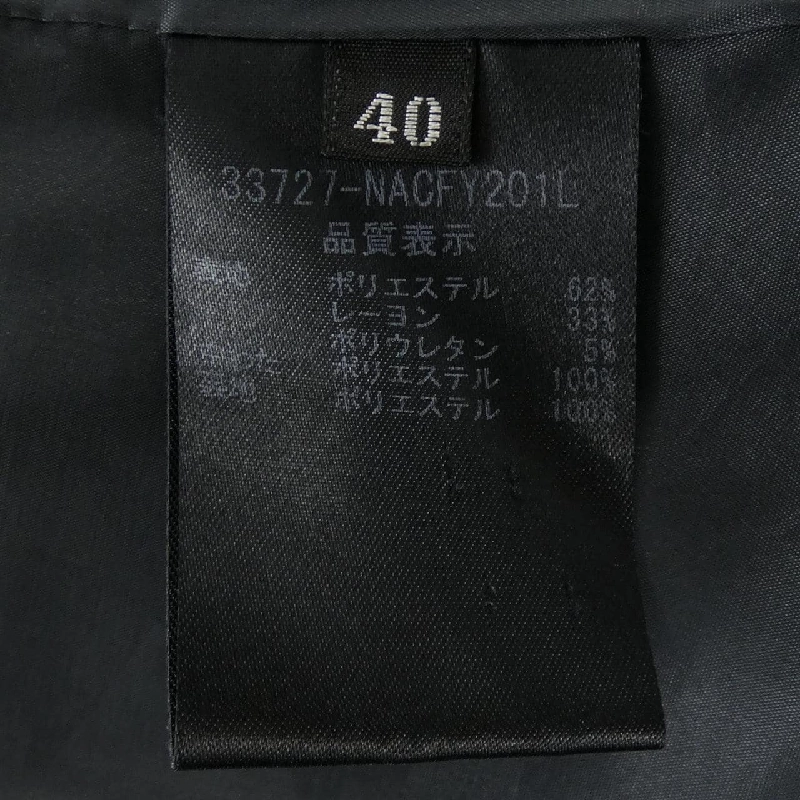 40
33727-NACFY201L
品質表示
ポリエステル 62%
レーヨン 33%
ポリウレタン 5%
ポリエステル 100%
ポリエステル 100%